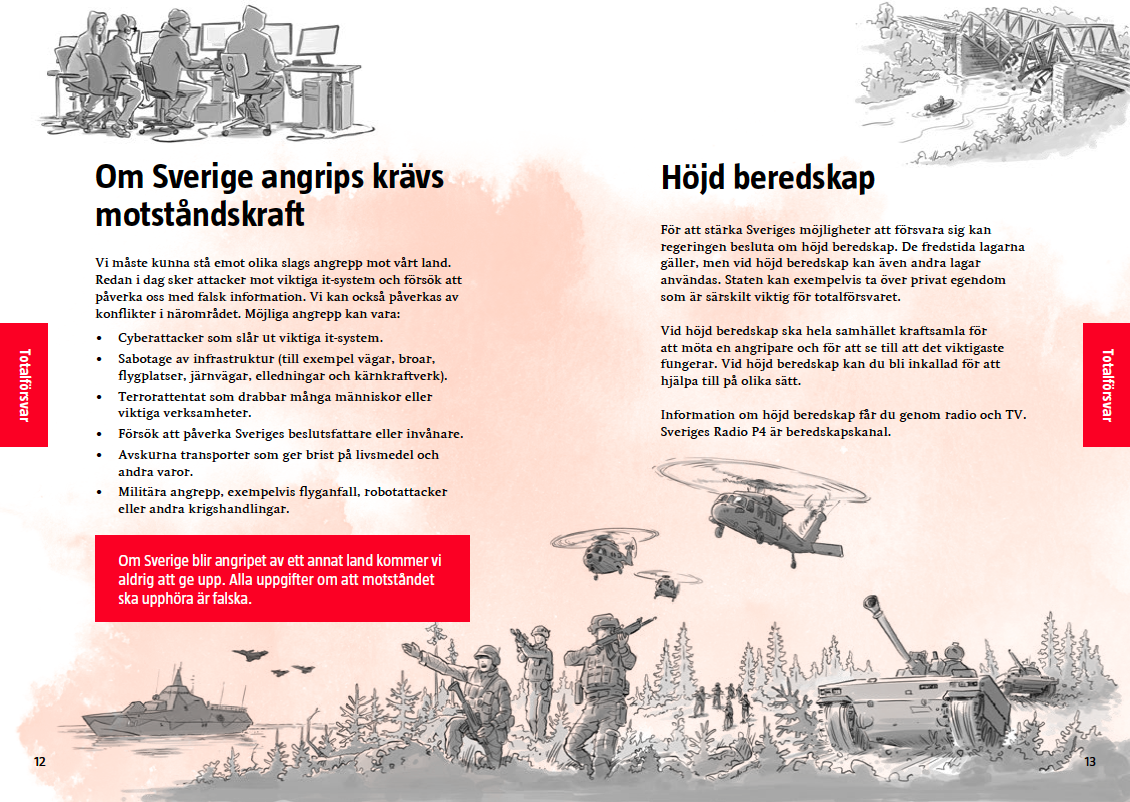 Om Sverige angrips krävs
motståndskraft
Vi måste kunna stå emot olika slags angrepp mot vårt land.
Redan i dag sker attacker mot viktiga it-system och försök att
påverka oss med falsk information. Vi kan också påverkas av
konflikter i närområdet. Möjliga angrepp kan vara:
• Cyberattacker som slår ut viktiga it-system.
• Sabotage av infrastruktur (till exempel vägar, broar,
flygplatser, järnvägar, elledningar och kärnkraftverk).
• Terrorattentat som drabbar många människor eller
viktiga verksamheter.
• Försök att påverka Sveriges beslutsfattare eller invånare.
• Avskurna transporter som ger brist på livsmedel och
andra varor.
• Militära angrepp, exempelvis flyganfall, robotattacker
eller andra krigshandlingar.
Om Sverige blir angripet av ett annat land kommer vi
aldrig att ge upp. Alla uppgifter om att motståndet
ska upphöra är falska.
Totalförsvar
12
Höjd beredskap
För att stärka Sveriges möjligheter att försvara sig kan
regeringen besluta om höjd beredskap. De fredstida lagarna
gäller, men vid höjd beredskap kan även andra lagar
användas. Staten kan exempelvis ta över privat egendom
som är särskilt viktig för totalförsvaret.
Vid höjd beredskap ska hela samhället kraftsamla för
att möta en angripare och för att se till att det viktigaste
fungerar. Vid höjd beredskap kan du bli inkallad för att
hjälpa till på olika sätt.
Information om höjd beredskap får du genom radio och TV.
Sveriges Radio P4 är beredskapskanal.
Totalförsvar
13